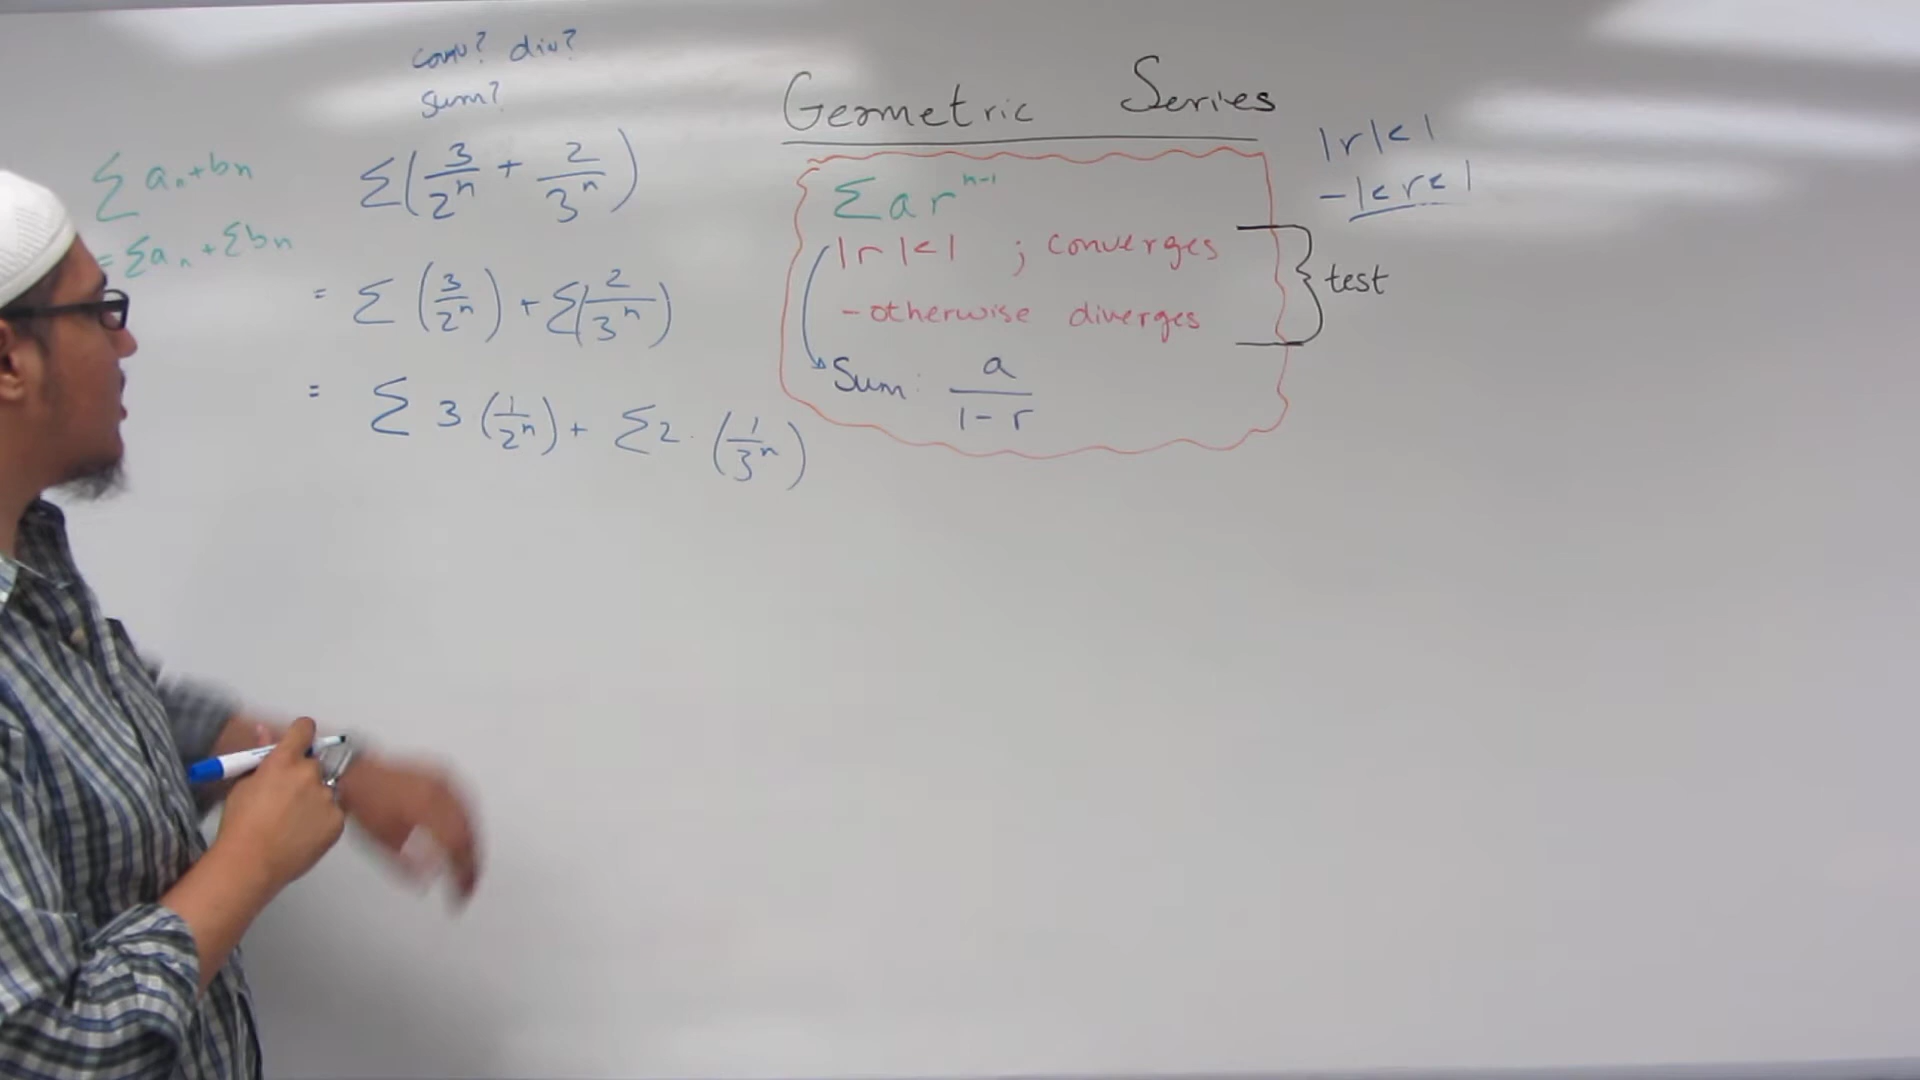 conv? div?
sum?
∑(3/2^n + 2/3^n)
= ∑(3/2^n) + ∑(2/3^n)
= ∑ 3 (1/2^n) + ∑ 2 · (1/3^n)
∑ a_n + b_n
= ∑a_n + ∑b_n
Geometric Series
∑ a r^(n-1)
|r| < 1 ; converges
- otherwise diverges
Sum: a/(1 - r)
test
|r| < 1
-1 < r < 1